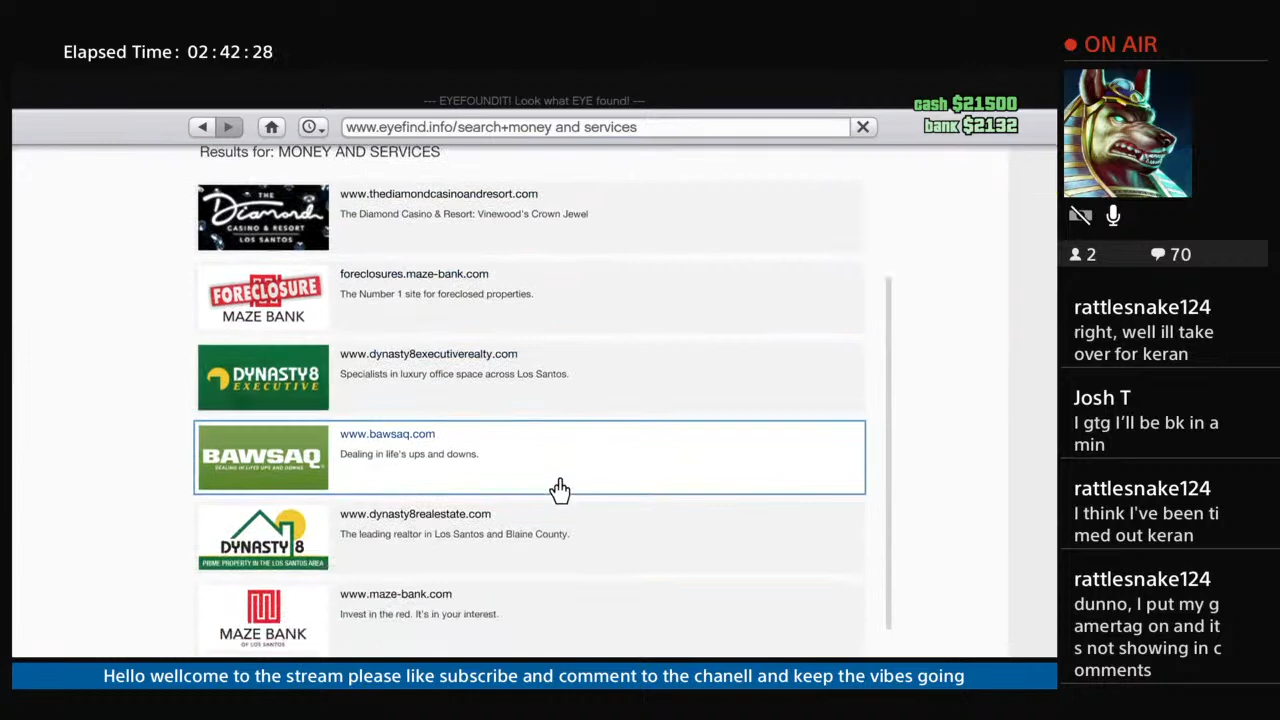 Elapsed Time: 02:42:28
--- EYEFOUNDIT! Look what EYE found! ---
cash $21500
bank $2132
www.eyefind.info/search+money and services
Results for: MONEY AND SERVICES
THE
Diamond
CASINO & RESORT
LOS SANTOS
www.thediamondcasinoandresort.com
The Diamond Casino & Resort: Vinewood's Crown Jewel
FORECLOSURE
MAZE BANK
foreclosures.maze-bank.com
The Number 1 site for foreclosed properties.
DYNASTY 8
EXECUTIVE
www.dynasty8executiverealty.com
Specialists in luxury office space across Los Santos.
BAWSAQ
DEALING IN LIFE'S UPS AND DOWNS
www.bawsaq.com
Dealing in life's ups and downs.
DYNASTY 8
PRIME PROPERTY IN THE LOS SANTOS AREA
www.dynasty8realestate.com
The leading realtor in Los Santos and Blaine County.
MAZE BANK
OF LOS SANTOS
www.maze-bank.com
Invest in the red. It's in your interest.
Hello wellcome to the stream please like subscribe and comment to the chanell and keep the vibes going
ON AIR
2
70
rattlesnake124
right, well ill take
over for keran
Josh T
I gtg I'll be bk in a
min
rattlesnake124
I think I've been ti
med out keran
rattlesnake124
dunno, I put my g
amertag on and it
s not showing in c
omments